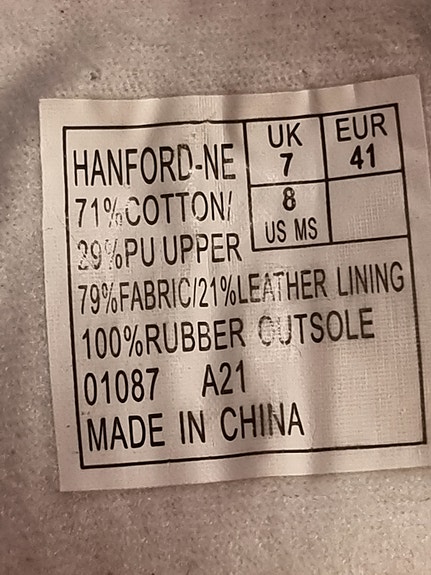 HANFORD-NE
UK
7
EUR
41
71%COTTON/
8
US MS
29%PU UPPER
79%FABRIC/21%LEATHER LINING
100%RUBBER OUTSOLE
01087 A21
MADE IN CHINA